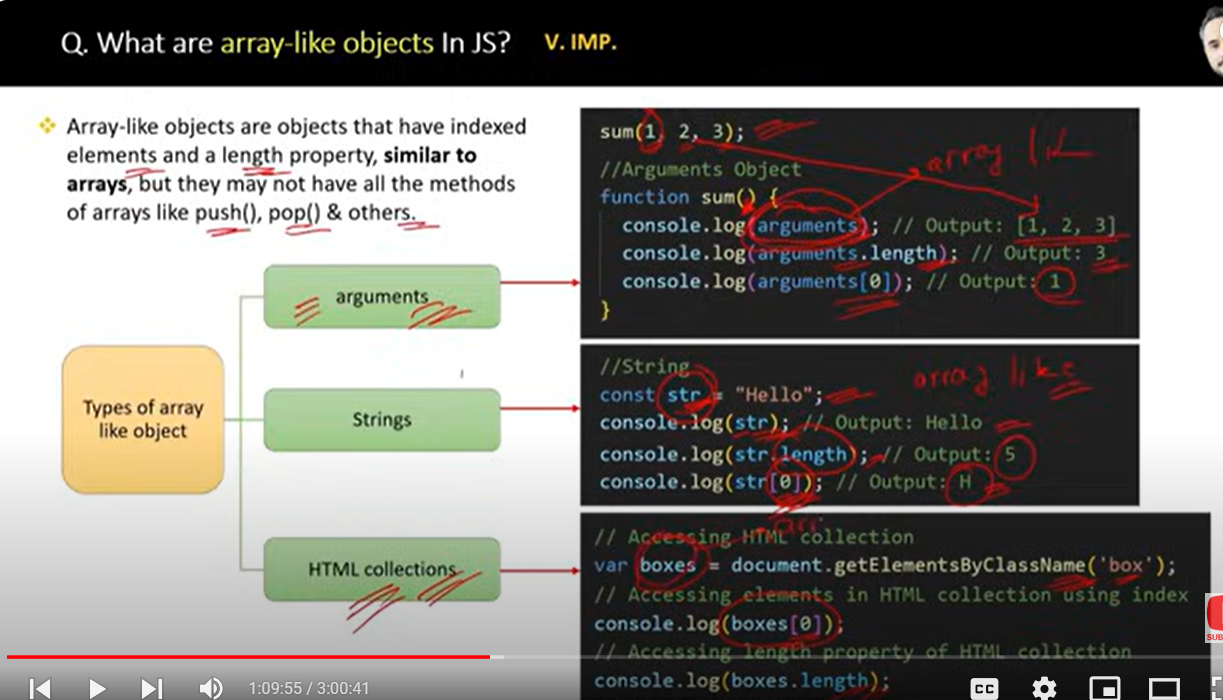 Q. What are array-like objects In JS? V. IMP.
❖ Array-like objects are objects that have indexed
elements and a length property, similar to
arrays, but they may not have all the methods
of arrays like push(), pop() & others.
Types of array
like object
arguments
Strings
HTML collections
sum(1, 2, 3);
array li
//Arguments Object
function sum() {
console.log(arguments); // Output: [1, 2, 3]
console.log(arguments.length); // Output: 3
console.log(arguments[0]); // Output: 1
}
//String
array like
const str = "Hello";
console.log(str); // Output: Hello
console.log(str.length); // Output: 5
console.log(str[0]); // Output: H
arr
// Accessing HTML collection
var boxes = document.getElementsByClassName('box');
// Accessing elements in HTML collection using index
console.log(boxes[0]);
// Accessing length property of HTML collection
console.log(boxes.length);
SUB
1:09:55 / 3:00:41
CC